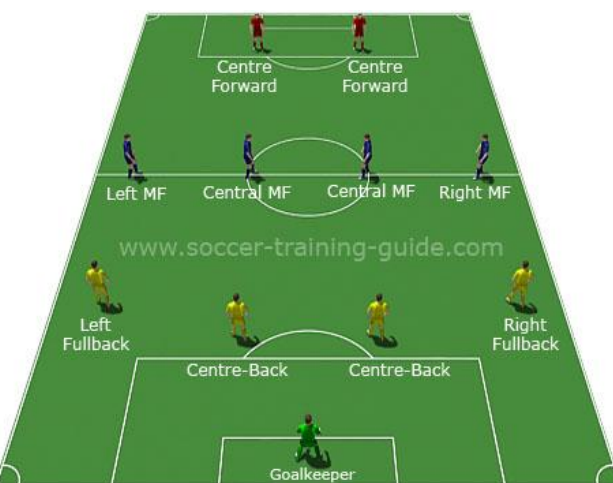 Centre
Forward
Centre
Forward
Left MF
Central MF
Central MF
Right MF
www.soccer-training-guide.com
Left
Fullback
Right
Fullback
Centre-Back
Centre-Back
Goalkeeper